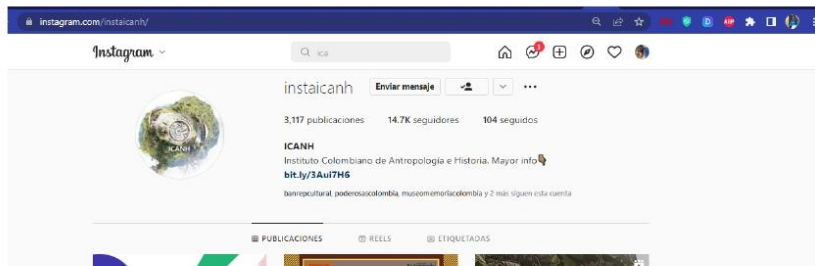 instagram.com/instaicanh/
Instagram
ica
instaicanh Enviar mensaje
3,117 publicaciones 14.7K seguidores 104 seguidos
ICANH
ICANH
Instituto Colombiano de Antropología e Historia. Mayor info👇🏾
bit.ly/3Aui7H6
banrepcultural, poderosascolombia, museomemoriacolombia y 2 más siguen esta cuenta
PUBLICACIONES REELS ETIQUETADAS